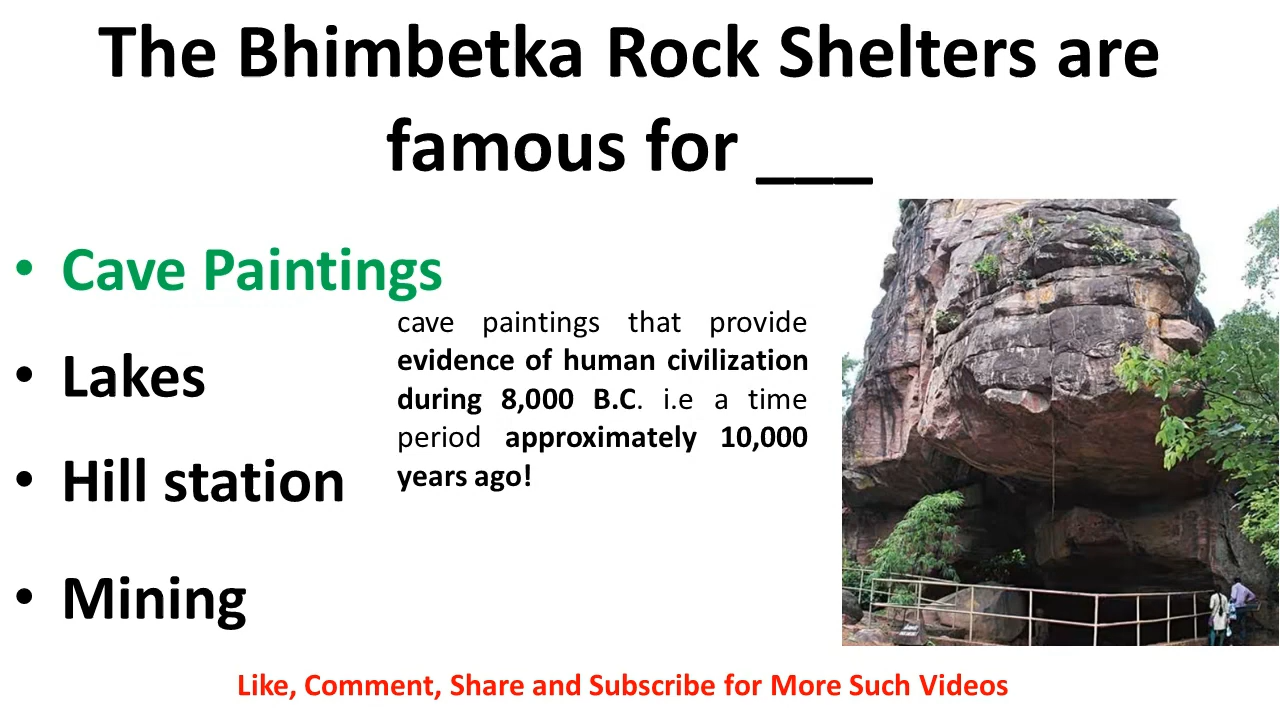 The Bhimbetka Rock Shelters are
famous for ___
• Cave Paintings
cave paintings that provide
evidence of human civilization
during 8,000 B.C. i.e a time
period approximately 10,000
years ago!
• Lakes
• Hill station
• Mining
Like, Comment, Share and Subscribe for More Such Videos